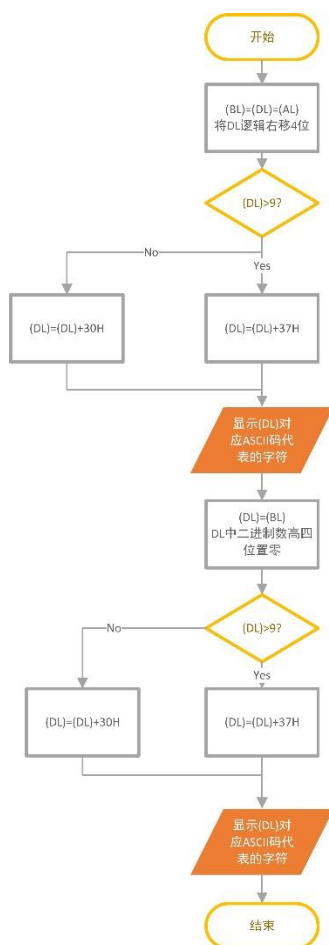 开始
(BL)=(DL)=(AL)
将DL逻辑右移4位
(DL)>9?
No
Yes
(DL)=(DL)+30H
(DL)=(DL)+37H
显示(DL)对
应ASCII码代
表的字符
(DL)=(BL)
DL中二进制数高四
位置零
(DL)>9?
No
Yes
(DL)=(DL)+30H
(DL)=(DL)+37H
显示(DL)对
应ASCII码代
表的字符
结束